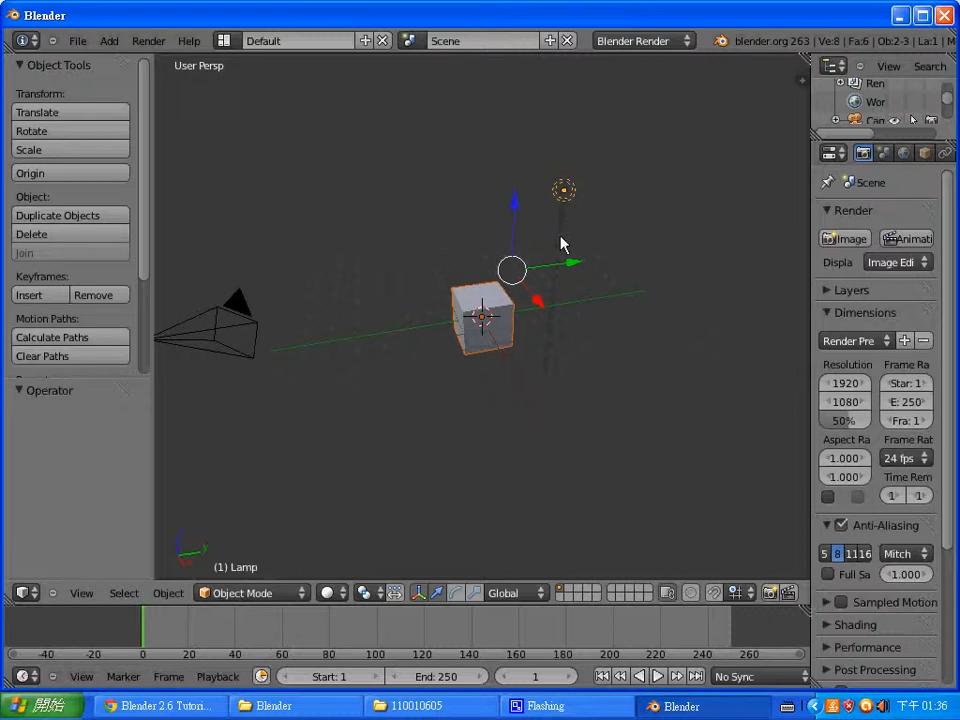 Blender
File Add Render Help Default Scene Blender Render blender.org 263 | Ve:8 | Fa:6 | Ob:2-3 | La:1 | M
Object Tools
Transform:
Translate
Rotate
Scale
Origin
Object:
Duplicate Objects
Delete
Join
Keyframes:
Insert Remove
Motion Paths:
Calculate Paths
Clear Paths
Operator
User Persp
(1) Lamp
View Search
Ren
Wor
Can
Scene
Render
Image Animati
Displa Image Edi
Layers
Dimensions
Render Pre
Resolution Frame Ra
1920 Star: 1
1080 E: 250
50% Fra: 1
Aspect Ra Frame Rat
1.000 24 fps
1.000 Time Rem
1 1
Anti-Aliasing
5 8 11 16 Mitch
Full Sa 1.000
Sampled Motion
Shading
Performance
Post Processing
View Select Object Object Mode Global
-40 -20 0 20 40 60 80 100 120 140 160 180 200 220 240 260
View Marker Frame Playback Start: 1 End: 250 1 No Sync
開始 Blender 2.6 Tutori... Blender 110010605 Flashing Blender 下午 01:36